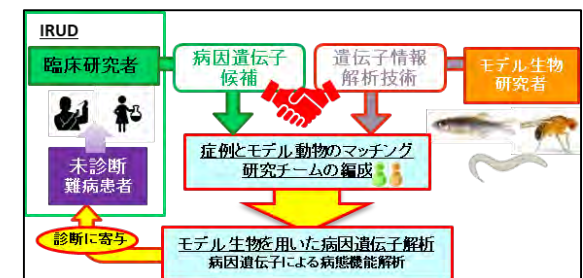 IRUD
臨床研究者
病因遺伝子
候補
遺伝子情報
解析技術
モデル生物
研究者
未診断
難病患者
症例とモデル動物のマッチング
研究チームの編成
診断に寄与
モデル生物を用いた病因遺伝子解析
病因遺伝子による病態機能解析